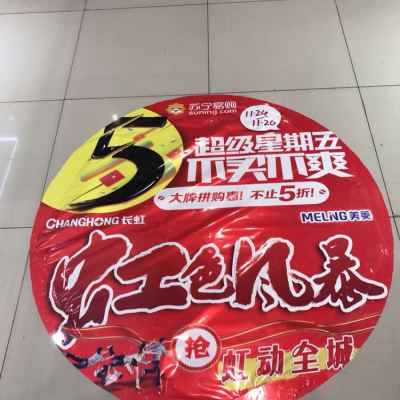 苏宁易购
suning.com
11.24
11.26
5
超级星期五
不买不爽
大牌拼购惠! 不止5折!
CHANGHONG 长虹
MELNG 美菱
红色风暴
抢
虹动全城